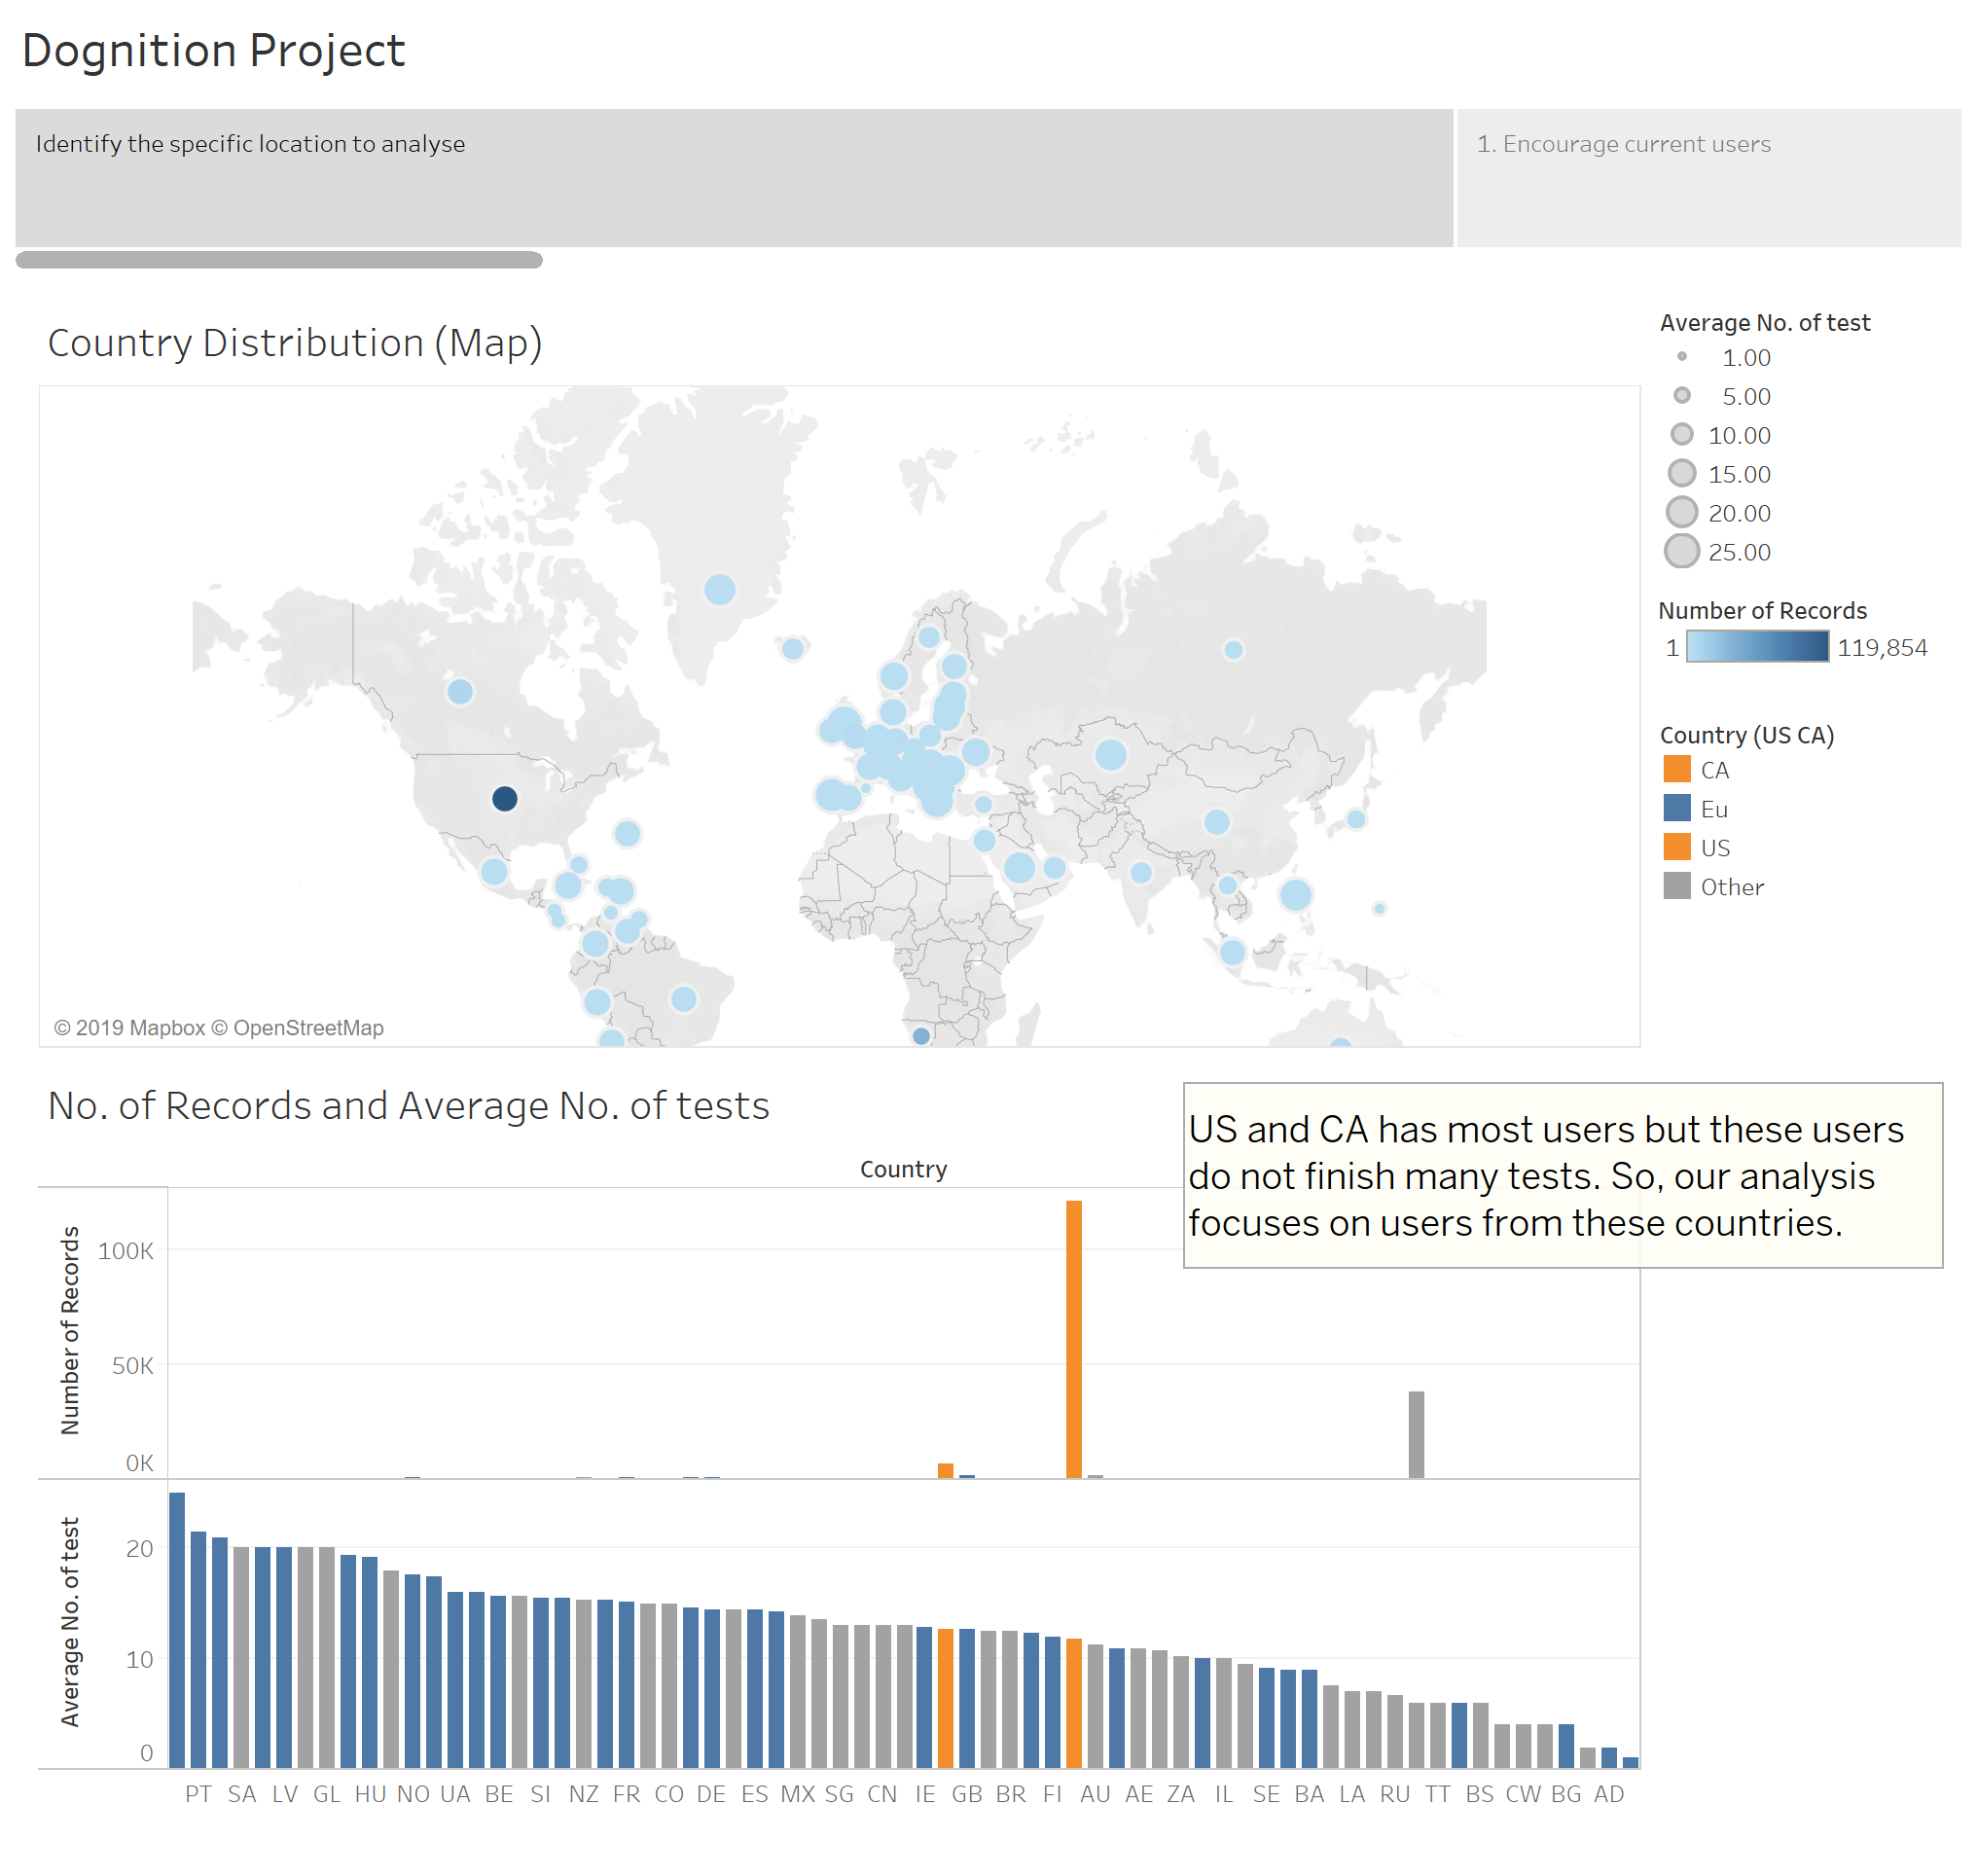 Dognition Project
Identify the specific location to analyse
1. Encourage current users
Country Distribution (Map)
Average No. of test
1.00
5.00
10.00
15.00
20.00
25.00
Number of Records
1 119,854
Country (US CA)
CA
Eu
US
Other
© 2019 Mapbox © OpenStreetMap
No. of Records and Average No. of tests
US and CA has most users but these users
do not finish many tests. So, our analysis
focuses on users from these countries.
Country
Number of Records
100K
50K
0K
Average No. of test
20
10
0
PT SA LV GL HU NO UA BE SI NZ FR CO DE ES MX SG CN IE GB BR FI AU AE ZA IL SE BA LA RU TT BS CW BG AD